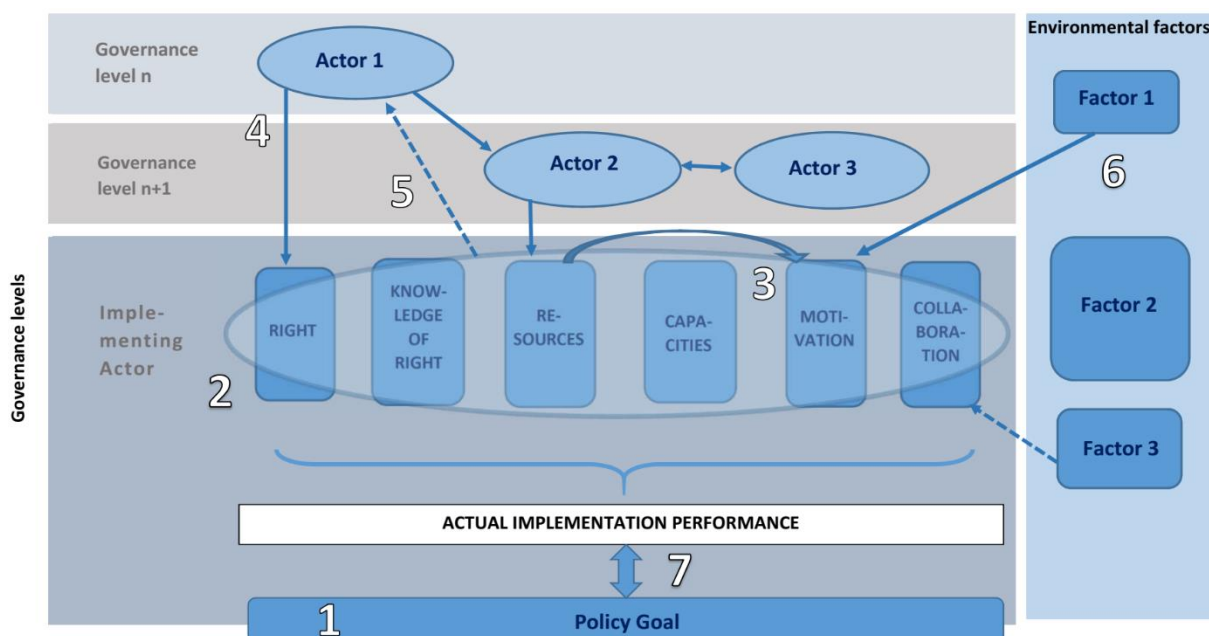 Governance levels
Governance
level n
Actor 1
4
Governance
level n+1
5
Actor 2
Actor 3
Imple-
menting
Actor
2
RIGHT
KNOW-
LEDGE
OF
RIGHT
RE-
SOURCES
CAPA-
CITIES
3
MOTI-
VATION
COLLA-
BORA-
TION
ACTUAL IMPLEMENTATION PERFORMANCE
7
1
Policy Goal
Environmental factors
Factor 1
6
Factor 2
Factor 3